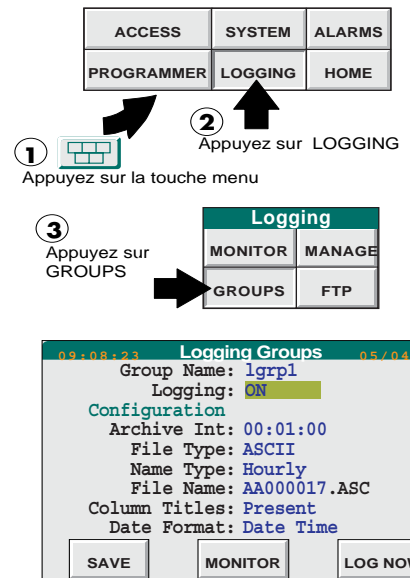 ACCESS SYSTEM ALARMS
PROGRAMMER LOGGING HOME
2
Appuyez sur LOGGING
1
Appuyez sur la touche menu
3
Appuyez sur
GROUPS
Logging
MONITOR MANAGE
GROUPS FTP
09:08:23 Logging Groups 05/04
Group Name: lgrp1
Logging: ON
Configuration
Archive Int: 00:01:00
File Type: ASCII
Name Type: Hourly
File Name: AA000017.ASC
Column Titles: Present
Date Format: Date Time
SAVE MONITOR LOG NOW